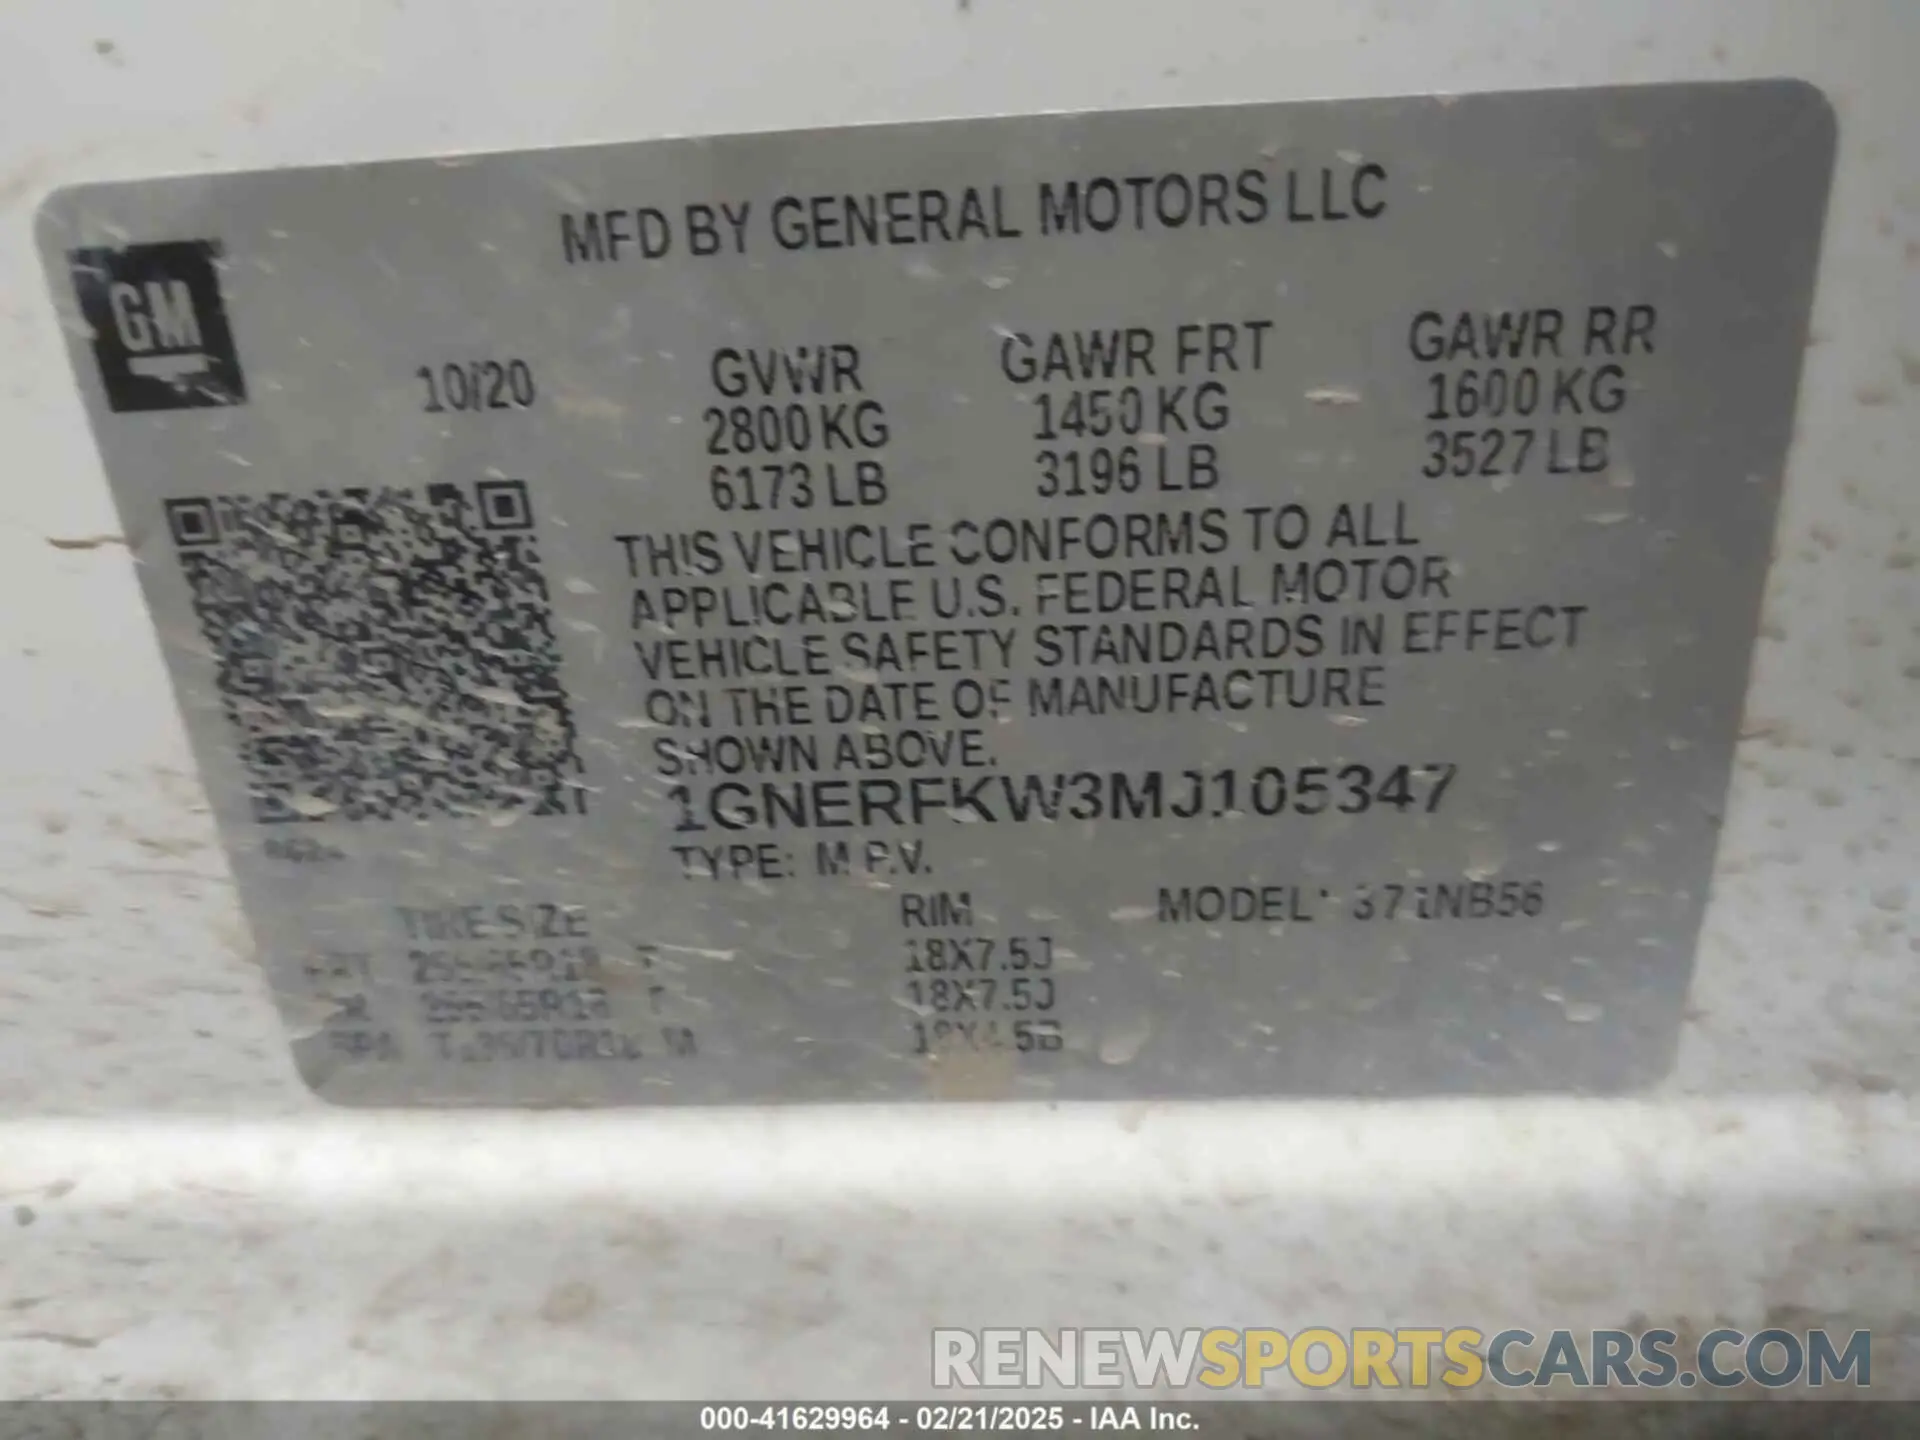 MFD BY GENERAL MOTORS LLC
GM
10/20
GVWR
2800 KG
6173 LB
GAWR FRT
1450 KG
3196 LB
GAWR RR
1600 KG
3527 LB
THIS VEHICLE CONFORMS TO ALL
APPLICABLE U.S. FEDERAL MOTOR
VEHICLE SAFETY STANDARDS IN EFFECT
ON THE DATE OF MANUFACTURE
SHOWN ABOVE.
1GNERFKW3MJ105347
TYPE: M.P.V.
TIRE SIZE
RIM
MODEL:
18X7.5J
18X7.5J
RENEWSPORTSCARS.COM
000-41629964 - 02/21/2025 - IAA Inc.